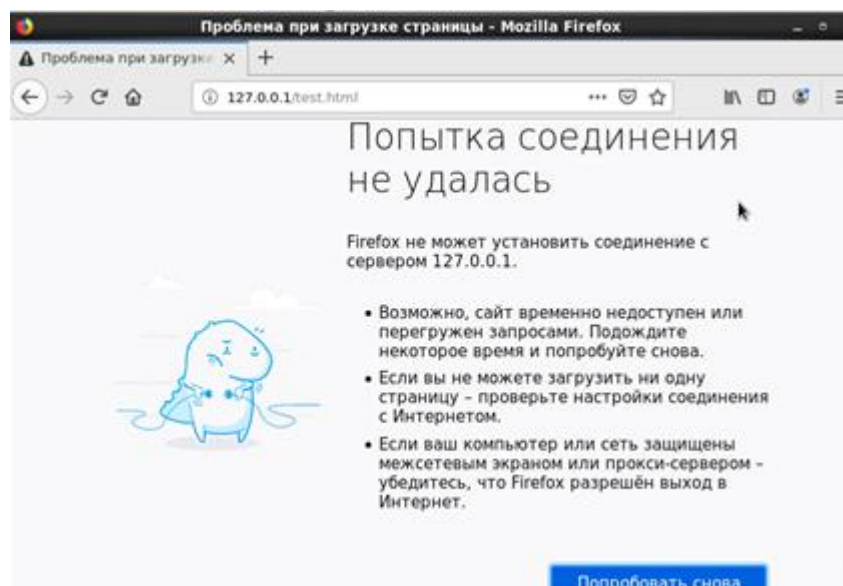 Проблема при загрузке страницы - Mozilla Firefox
Проблема при загрузке
127.0.0.1/test.html
Попытка соединения
не удалась
Firefox не может установить соединение с
сервером 127.0.0.1.
• Возможно, сайт временно недоступен или
перегружен запросами. Подождите
некоторое время и попробуйте снова.
• Если вы не можете загрузить ни одну
страницу – проверьте настройки соединения
с Интернетом.
• Если ваш компьютер или сеть защищены
межсетевым экраном или прокси-сервером –
убедитесь, что Firefox разрешён выход в
Интернет.
Попробовать снова